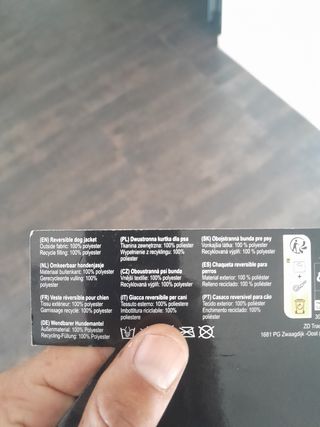 (EN) Reversible dog jacket
Outside fabric: 100% polyester
Recycle filling: 100% polyester
(NL) Omkeerbaar hondenjasje
Materiaal buitenkant: 100% polyester
Gerecycleerde vulling: 100% polyester
(FR) Veste réversible pour chien
Tissu extérieur: 100% polyester
Garnissage recyclé: 100% polyester
(DE) Wendbarer Hundemantel
Außenmaterial: 100% Polyester
Recycling-Füllung: 100% Polyester
(PL) Dwustronna kurtka dla psa
Tkanina zewnętrzna: 100% polyester
Wypełnienie z recyklingu: 100% polyester
(CZ) Oboustranná psí bunda
Vnější textilie: 100% polyester
Recyklovaná výplň: 100% polyester
(IT) Giacca reversibile per cani
Tessuto esterno: 100% poliestere
Imbottitura riciclabile: 100%
poliestere
(SK) Obojstranná bunda pre psy
Vonkajšia látka: 100% polyester
Recyklovaná výplň: 100% polyester
(ES) Chaqueta reversible para
perros
Material exterior: 100% poliéster
Relleno reciclado: 100% poliéster
(PT) Casaco reversível para cão
Tecido exterior: 100% poliéster
Enchimento reciclado: 100%
poliéster
ZD Trad
1681 PG Zwaagdijk -Oost